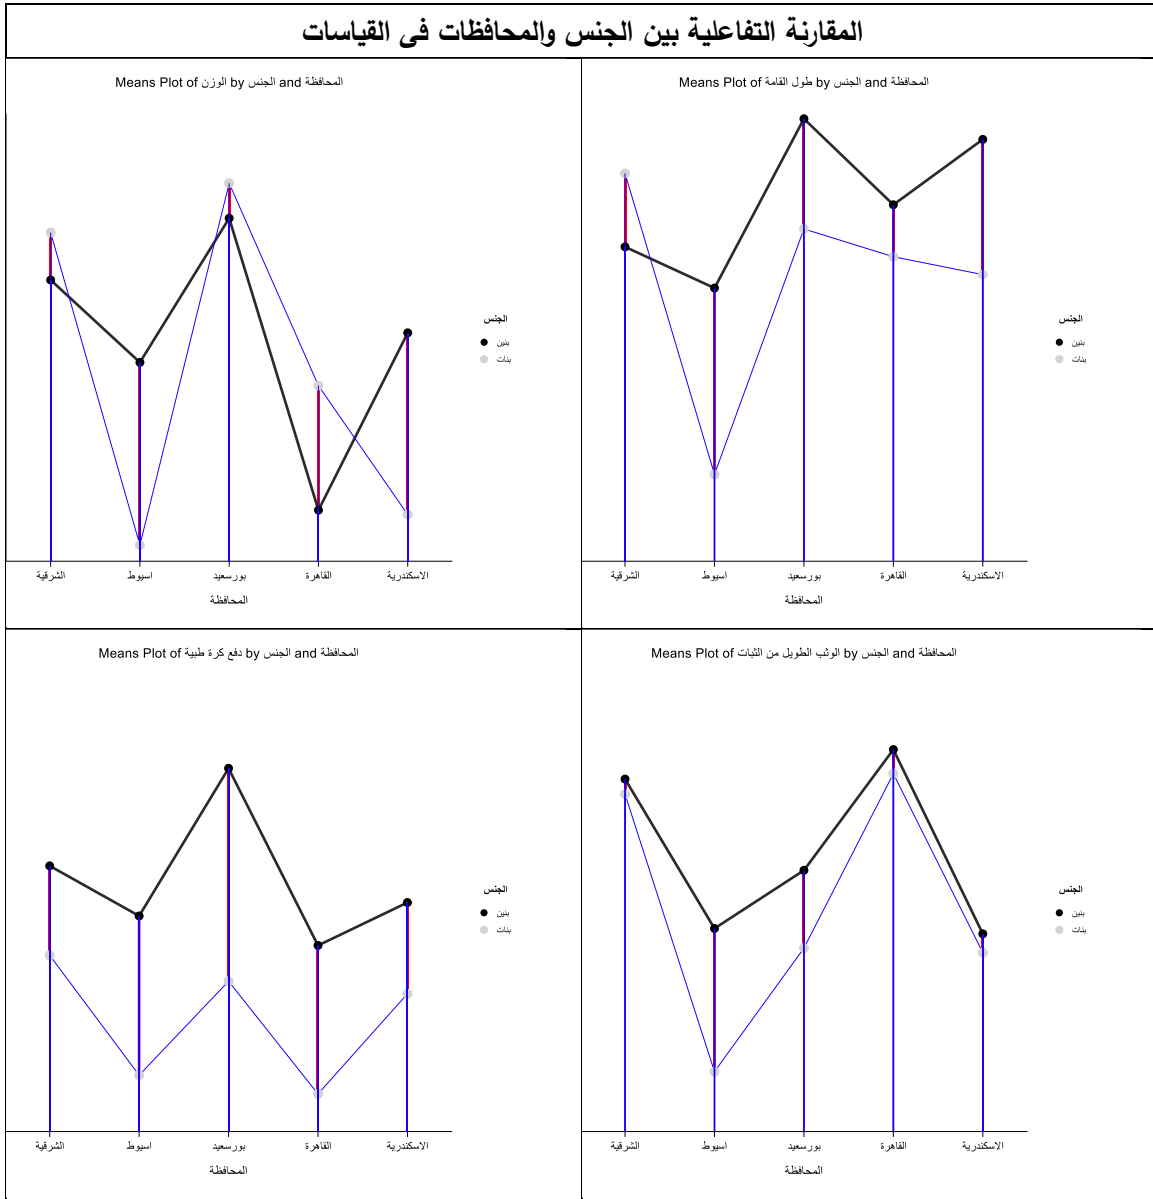 المقارنة التفاعلية بين الجنس والمحافظات فى القياسات
Means Plot of الوزن by الجنس and المحافظة
الجنس
بنين
بنات
الشرقية
اسيوط
بورسعيد
القاهرة
الاسكندرية
المحافظة
Means Plot of طول القامة by الجنس and المحافظة
الجنس
بنين
بنات
الشرقية
اسيوط
بورسعيد
القاهرة
الاسكندرية
المحافظة
Means Plot of دفع كرة طبية by الجنس and المحافظة
الجنس
بنين
بنات
الشرقية
اسيوط
بورسعيد
القاهرة
الاسكندرية
المحافظة
Means Plot of الوثب الطويل من الثبات by الجنس and المحافظة
الجنس
بنين
بنات
الشرقية
اسيوط
بورسعيد
القاهرة
الاسكندرية
المحافظة